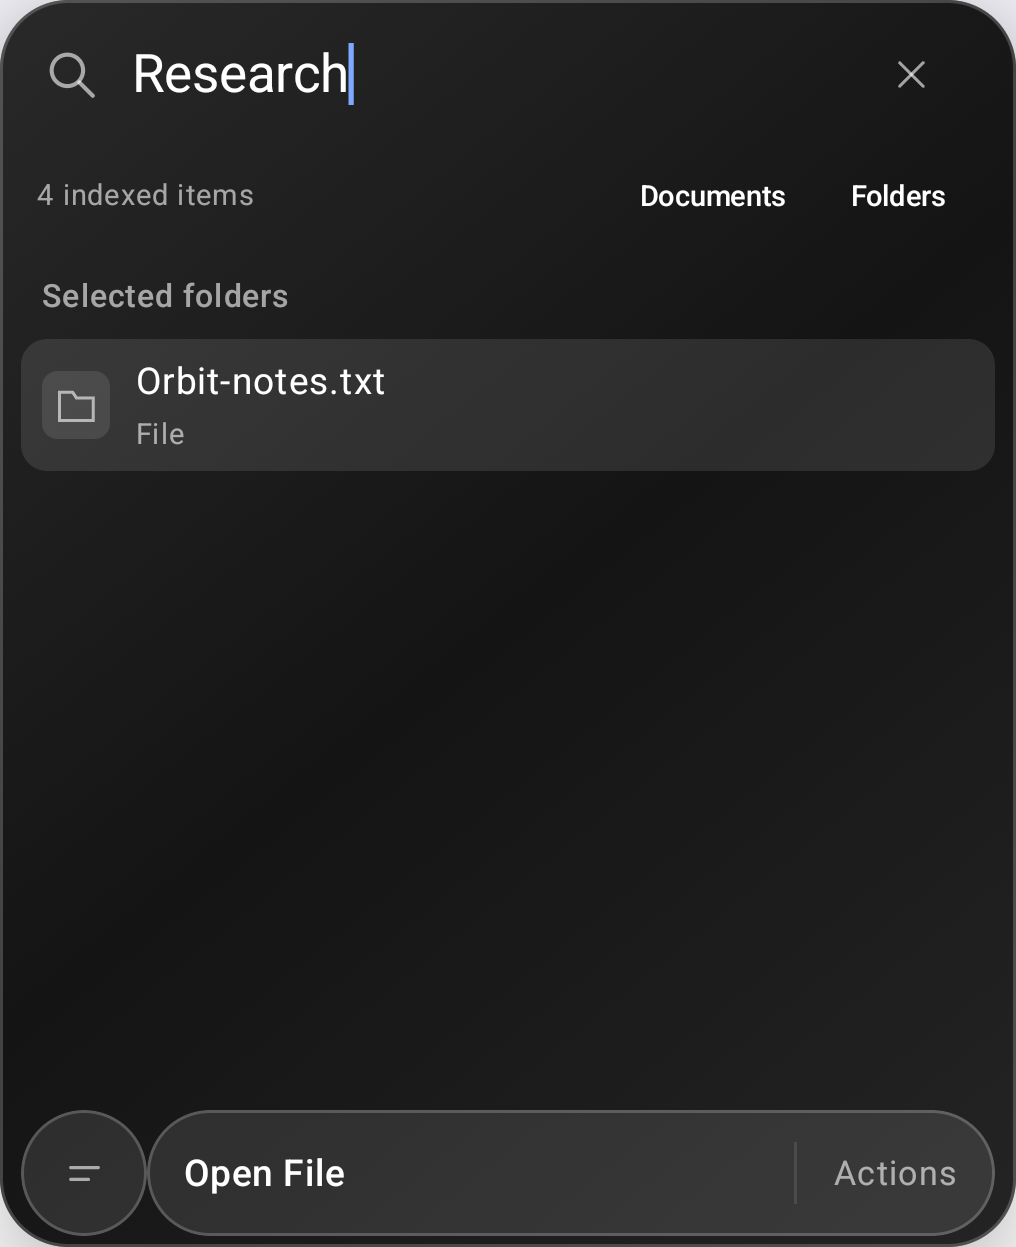 Research
4 indexed items
Documents
Folders
Selected folders
Orbit-notes.txt
File
Open File
Actions